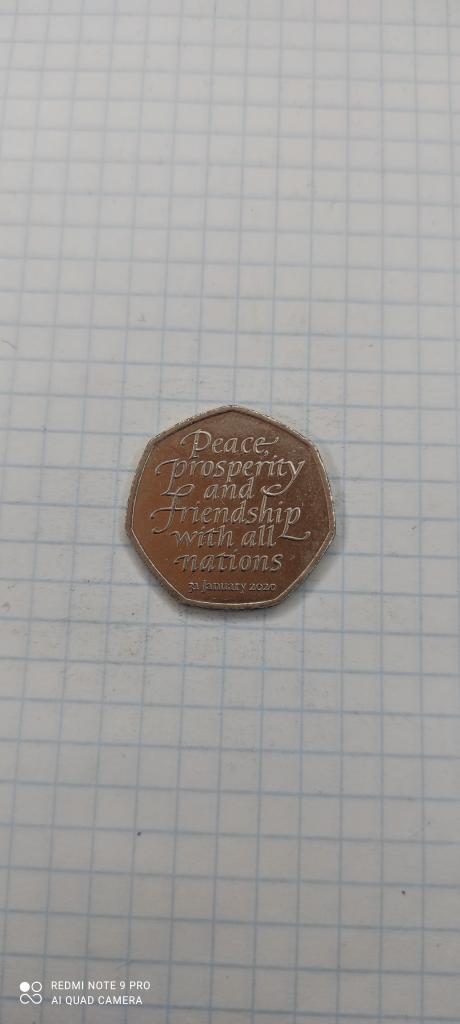 Peace,
prosperity
and
friendship
with all
nations
31 january 2020
REDMI NOTE 9 PRO
AI QUAD CAMERA